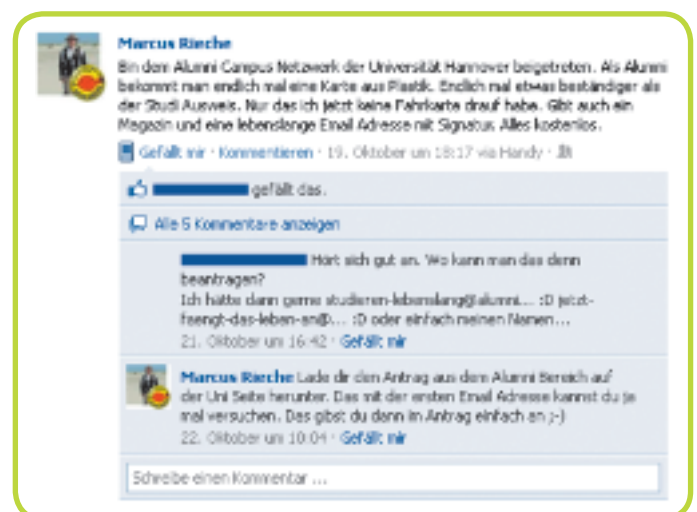 Marcus Rieche
Bin dem Alumni Campus Netzwerk der Universität Hannover beigetreten. Als Alumni
bekommt man endlich mal eine Karte aus Plastik. Endlich mal etwas beständiger als
der Studi Ausweis. Nur das ich jetzt keine Fahrkarte drauf habe. Gibt auch ein
Magazin und eine lebenslange Email Adresse mit Signatur. Alles kostenlos.
Gefällt mir · Kommentieren · 19. Oktober um 18:17 via Handy ·
gefällt das.
Alle 5 Kommentare anzeigen
Hört sich gut an. Wo kann man das denn
beantragen?
Ich hätte dann gerne studieren-lebenslang@alumni... :D jetzt-
faengt-das-leben-an@... :D oder einfach meinen Namen...
21. Oktober um 16:42 · Gefällt mir
Marcus Rieche Lade dir den Antrag aus dem Alumni Bereich auf
der Uni Seite herunter. Das mit der ersten Email Adresse kannst du ja
mal versuchen. Das gibst du dann im Antrag einfach an ;-)
22. Oktober um 10:04 · Gefällt mir
Schreibe einen Kommentar ...